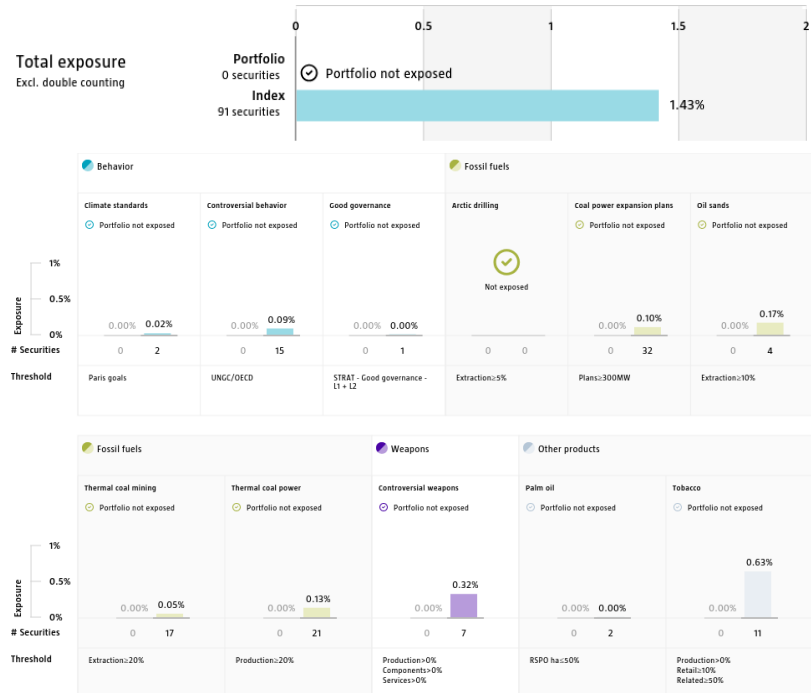 0 0.5 1 1.5 2
Total exposure
Excl. double counting
Portfolio
0 securities
Portfolio not exposed
Index
91 securities
1.43%
Behavior
Fossil fuels
Climate standards
Controversial behavior
Good governance
Arctic drilling
Coal power expansion plans
Oil sands
Portfolio not exposed
Portfolio not exposed
Portfolio not exposed
Portfolio not exposed
Portfolio not exposed
Not exposed
Exposure
1%
0.5%
0%
0.00% 0.02%
0.00% 0.09%
0.00% 0.00%
0.00% 0.10%
0.00% 0.17%
# Securities 0 2 0 15 0 1 0 0 0 32 0 4
Threshold
Paris goals
UNGC/OECD
STRAT - Good governance -
L1 + L2
Extraction≥5%
Plans≥300MW
Extraction≥10%
Fossil fuels
Weapons
Other products
Thermal coal mining
Thermal coal power
Controversial weapons
Palm oil
Tobacco
Portfolio not exposed
Portfolio not exposed
Portfolio not exposed
Portfolio not exposed
Portfolio not exposed
Exposure
1%
0.5%
0%
0.00% 0.05%
0.00% 0.13%
0.00% 0.32%
0.00% 0.00%
0.00% 0.63%
# Securities 0 17 0 21 0 7 0 2 0 11
Threshold
Extraction≥20%
Production≥20%
Production>0%
Components>0%
Services>0%
RSPO ha≤50%
Production>0%
Retail≥10%
Related≥50%